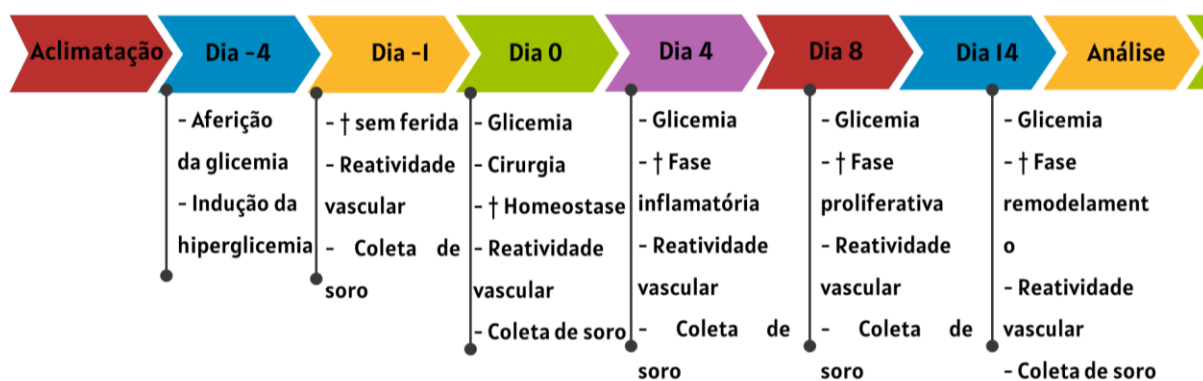 Aclimatação
Dia -4
Dia -1
Dia 0
Dia 4
Dia 8
Dia 14
Análise
- Aferição
da glicemia
- Indução da
hiperglicemia
- † sem ferida
- Reatividade
vascular
- Coleta de
soro
- Glicemia
- Cirurgia
- † Homeostase
- Reatividade
vascular
- Coleta de soro
- Glicemia
- † Fase
inflamatória
- Reatividade
vascular
- Coleta de
soro
- Glicemia
- † Fase
proliferativa
- Reatividade
vascular
- Coleta de
soro
- Glicemia
- † Fase
remodelament
o
- Reatividade
vascular
- Coleta de soro